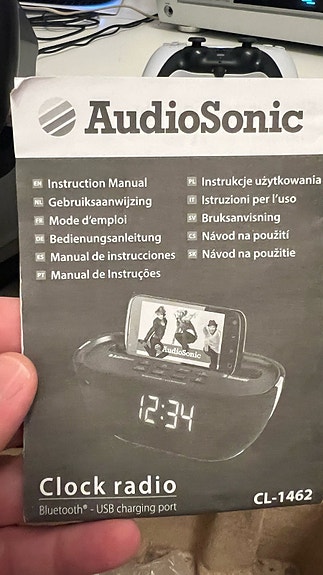 AudioSonic
EN Instruction Manual
NL Gebruiksaanwijzing
FR Mode d'emploi
DE Bedienungsanleitung
ES Manual de instrucciones
PT Manual de Instruções
PL Instrukcje użytkowania
IT Istruzioni per l'uso
SV Bruksanvisning
CS Návod na použití
SK Návod na použitie
AudioSonic
12:34
Clock radio
Bluetooth® - USB charging port
CL-1462